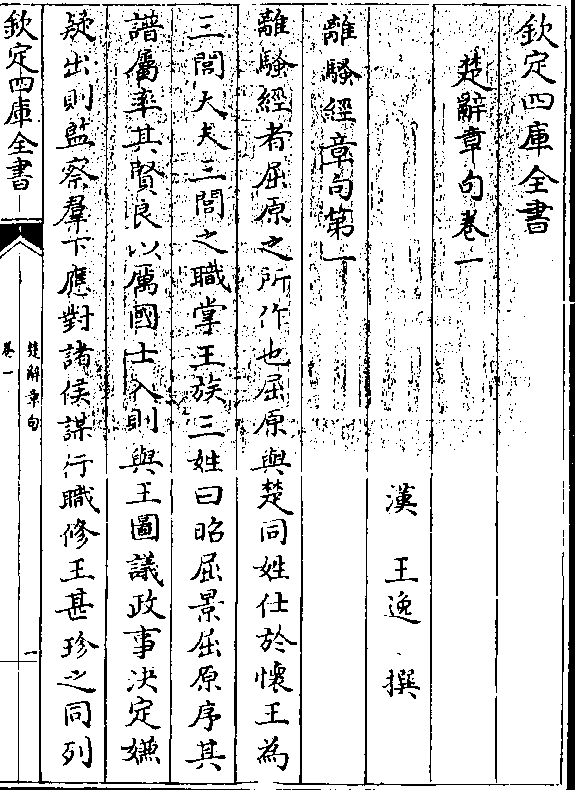 欽定四庫全書
楚辭章句卷一
漢 王逸 撰
離騷經章句第一
離騷經者屈原之所作也屈原與楚同姓仕於懷王為
三閭大夫三閭之職掌王族三姓曰昭屈景屈原序其
譜屬率其賢良以厲國士入則與王圖議政事決定嫌
疑出則監察羣下應對諸侯謀行職修王甚珍之同列
欽定四庫全書
楚辭章句
卷一
一